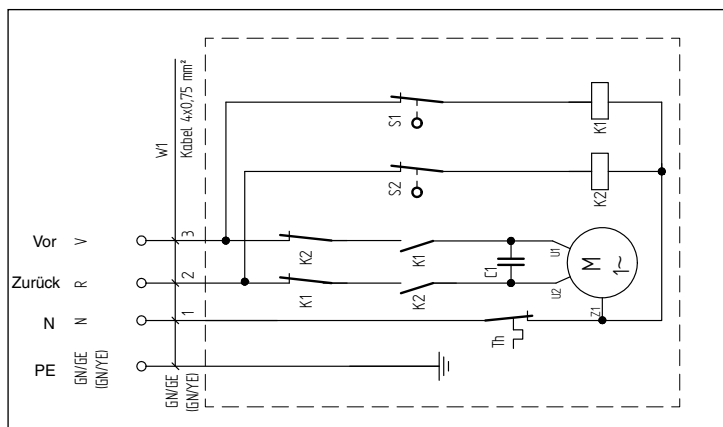 W1
Kabel 4x0,75 mm²
S1
K1
S2
K2
Vor V 3
K2 K1
U1
C1
M
1~
Zurück R 2
K1 K2
U2
N N 1
Th
Z1
PE GN/GE
(GN/YE)
GN/GE
(GN/YE)